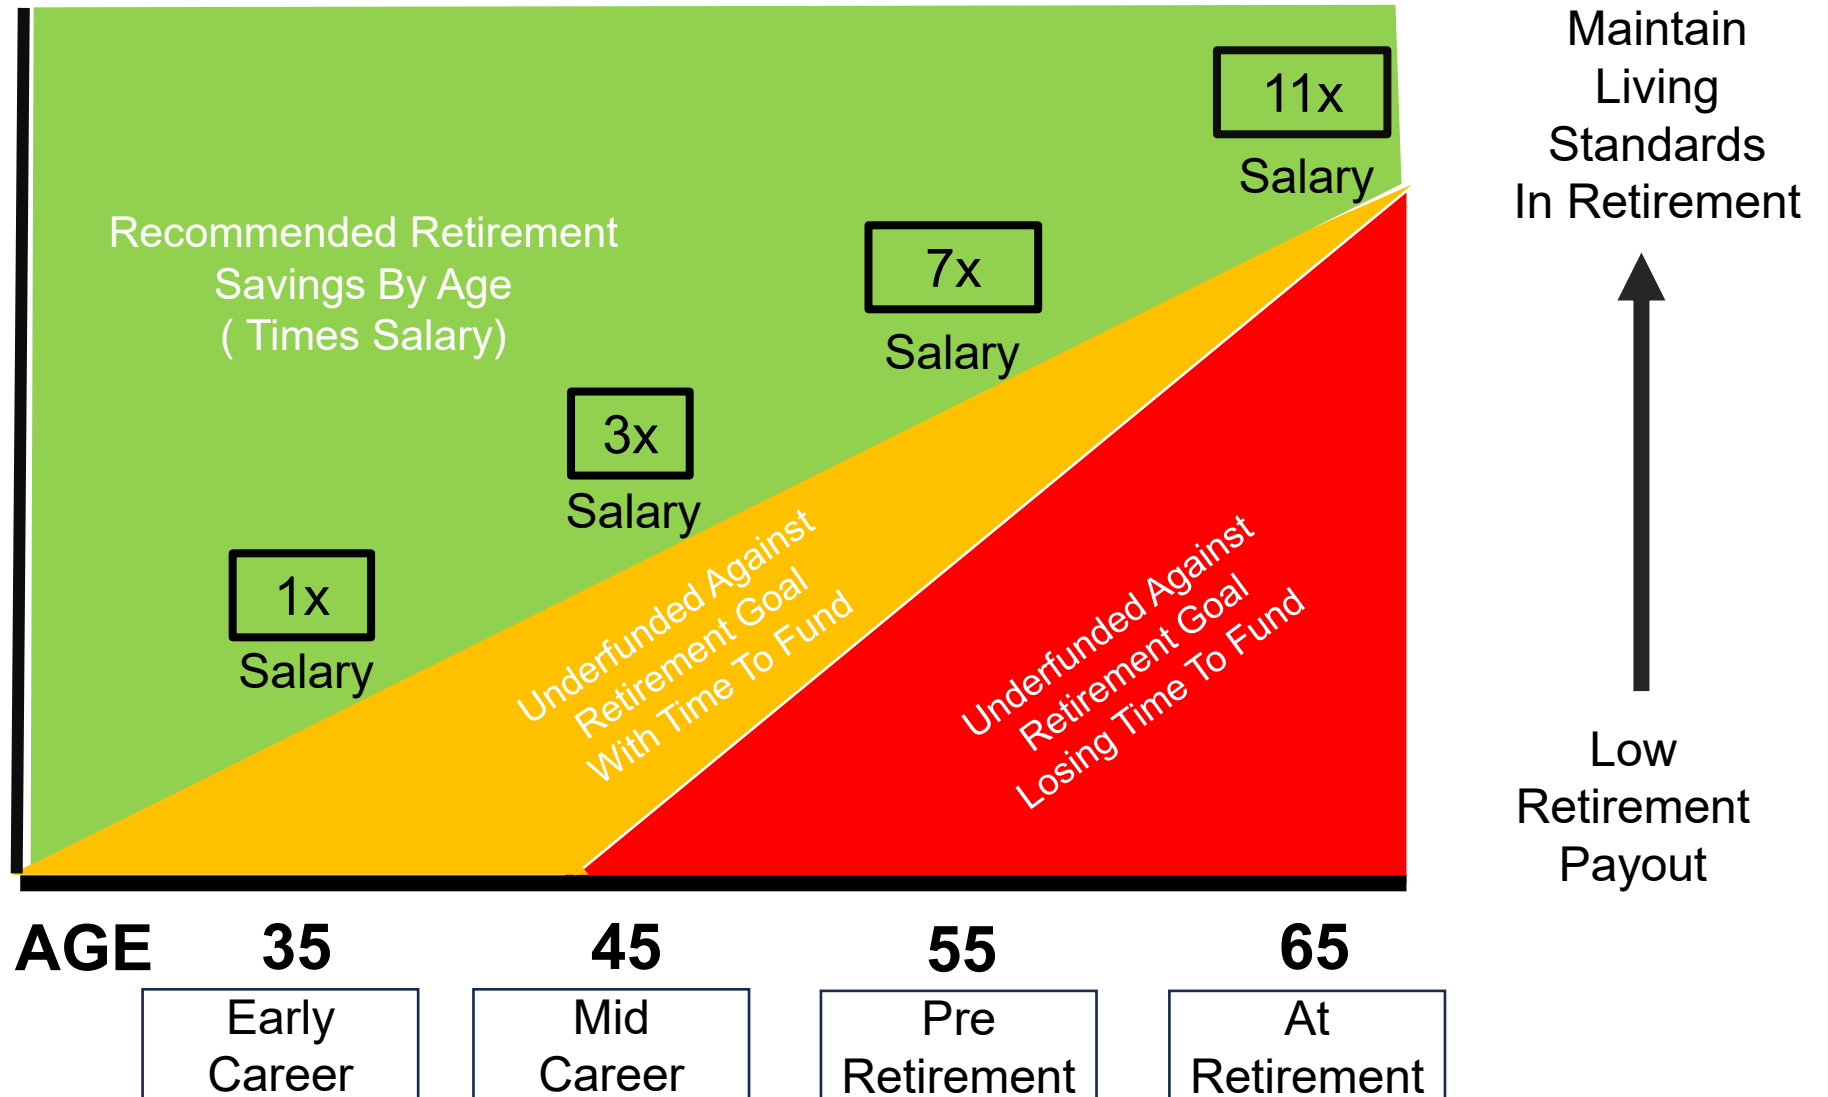 Recommended Retirement
Savings By Age
( Times Salary)
1x
Salary
3x
Salary
7x
Salary
11x
Salary
Underfunded Against
Retirement Goal
With Time To Fund
Underfunded Against
Retirement Goal
Losing Time To Fund
Maintain
Living
Standards
In Retirement
Low
Retirement
Payout
AGE 35 45 55 65
Early
Career
Mid
Career
Pre
Retirement
At
Retirement